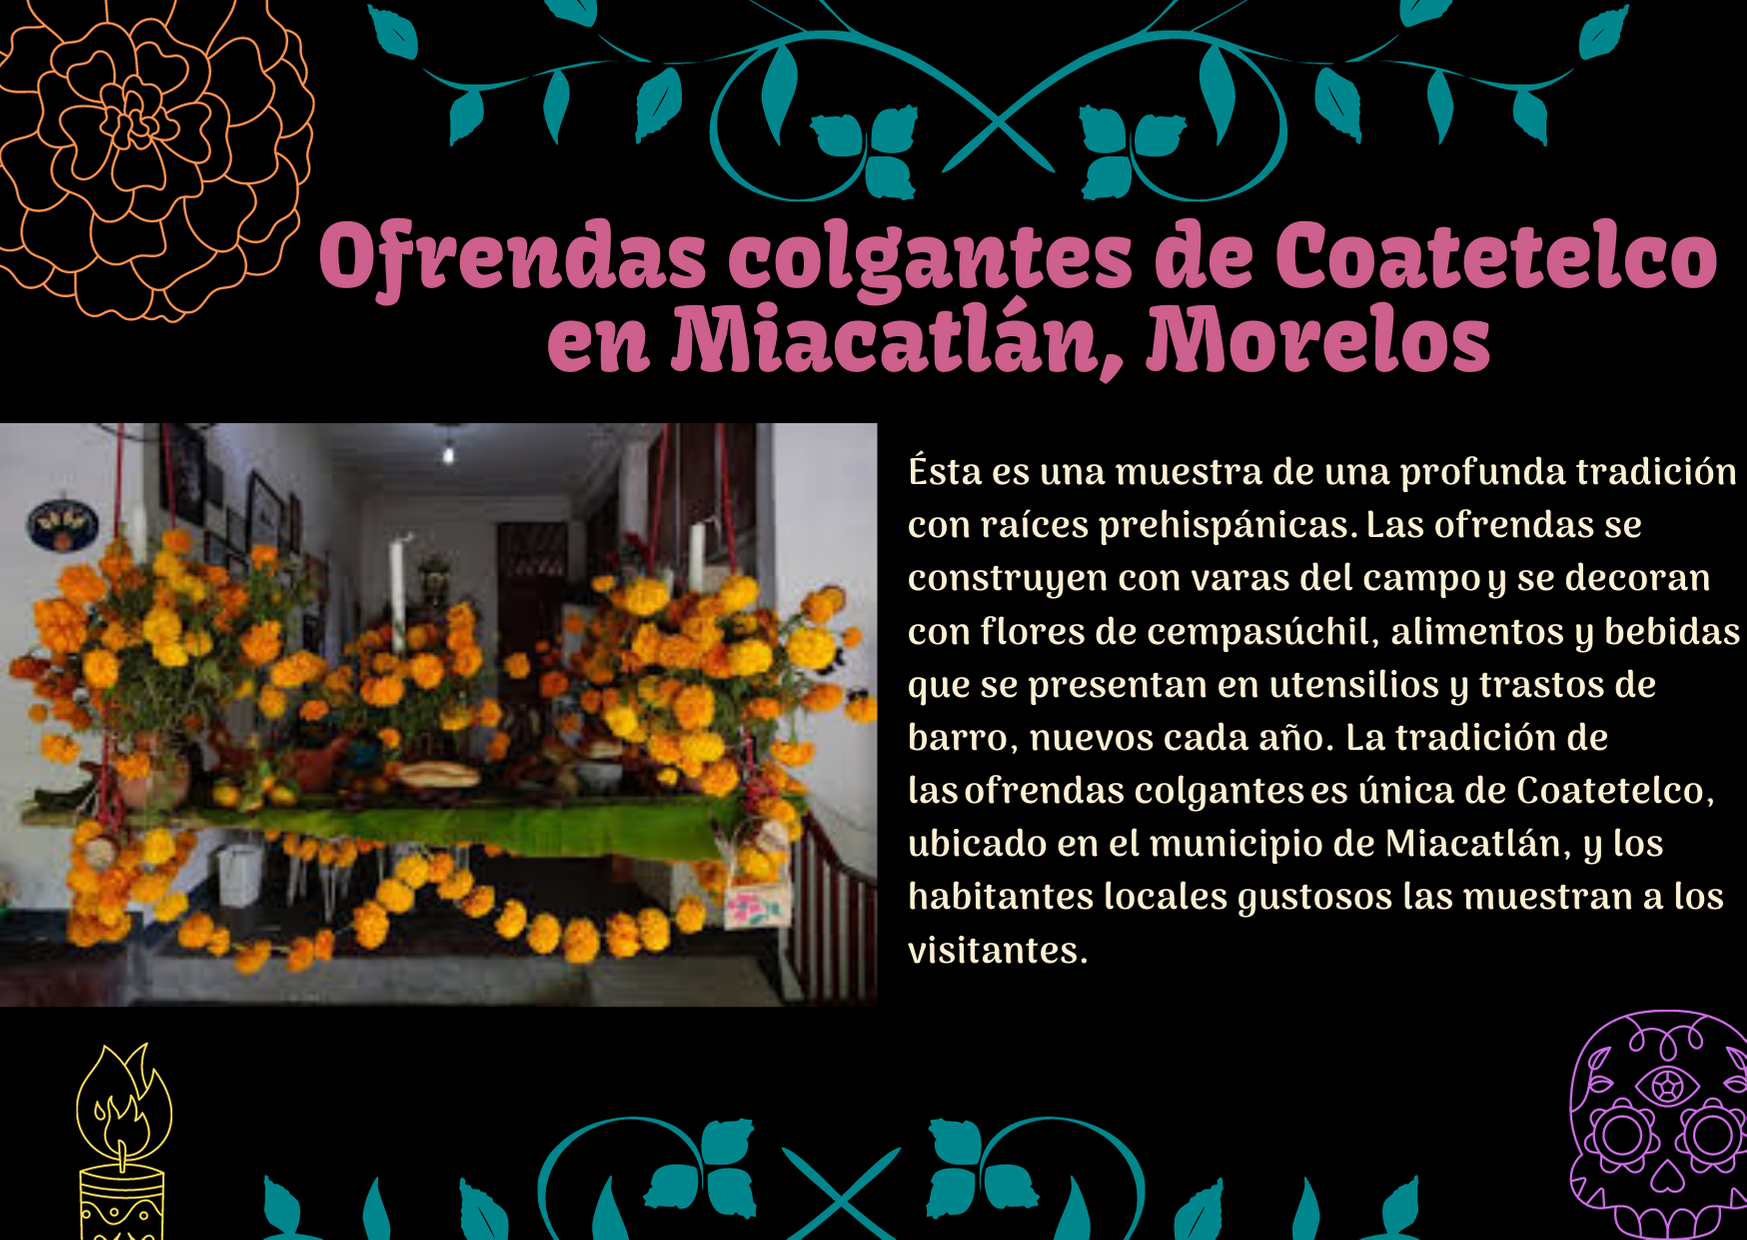 Ofrendas colgantes de Coatetelco
en Miacatlán, Morelos
Ésta es una muestra de una profunda tradición
con raíces prehispánicas. Las ofrendas se
construyen con varas del campo y se decoran
con flores de cempasúchil, alimentos y bebidas
que se presentan en utensilios y trastos de
barro, nuevos cada año. La tradición de
las ofrendas colgantes es única de Coatetelco,
ubicado en el municipio de Miacatlán, y los
habitantes locales gustosos las muestran a los
visitantes.